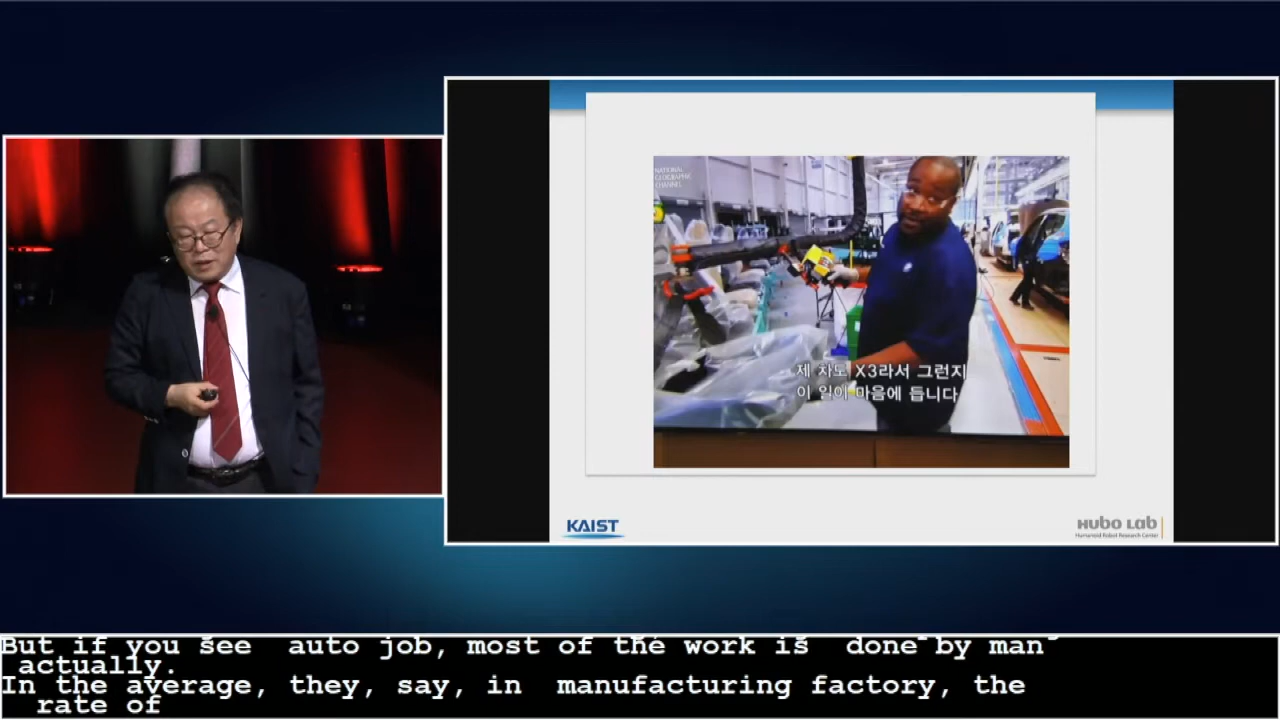 NATIONAL
GEOGRAPHIC
CHANNEL
제 차도 X3라서 그런지
이 일이 마음에 듭니다
KAIST
HUBO LAB
Humanoid Robot Research Center
But if you see auto job, most of the work is done by man
actually.
In the average, they, say, in manufacturing factory, the
rate of